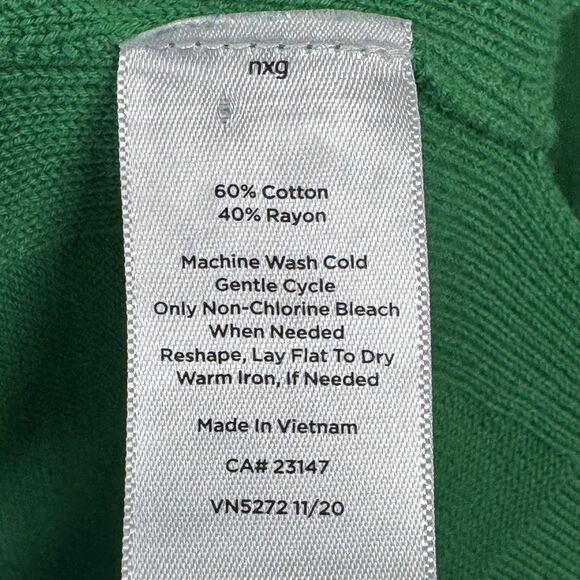 nxg
60% Cotton
40% Rayon
Machine Wash Cold
Gentle Cycle
Only Non-Chlorine Bleach
When Needed
Reshape, Lay Flat To Dry
Warm Iron, If Needed
Made In Vietnam
CA# 23147
VN5272 11/20